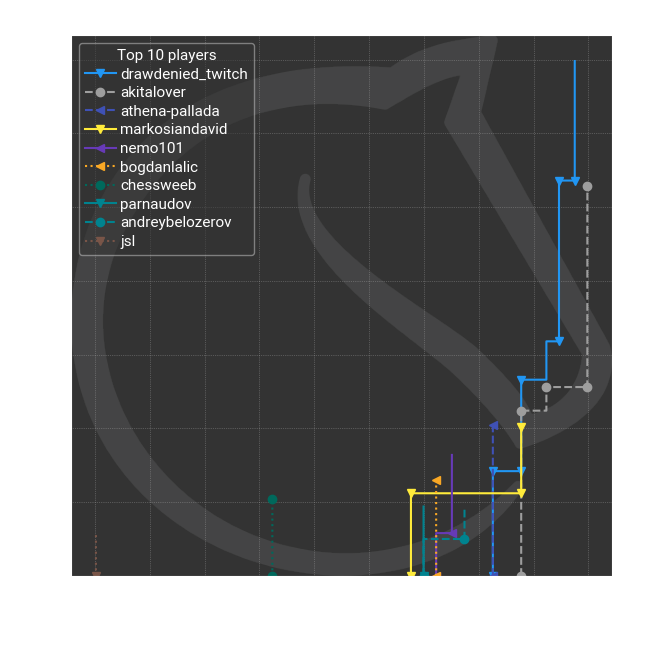 Top 10 players
drawdenied_twitch
akitalover
athena-pallada
markosiandavid
nemo101
bogdanlalic
chessweeb
parnaudov
andreybelozerov
jsl